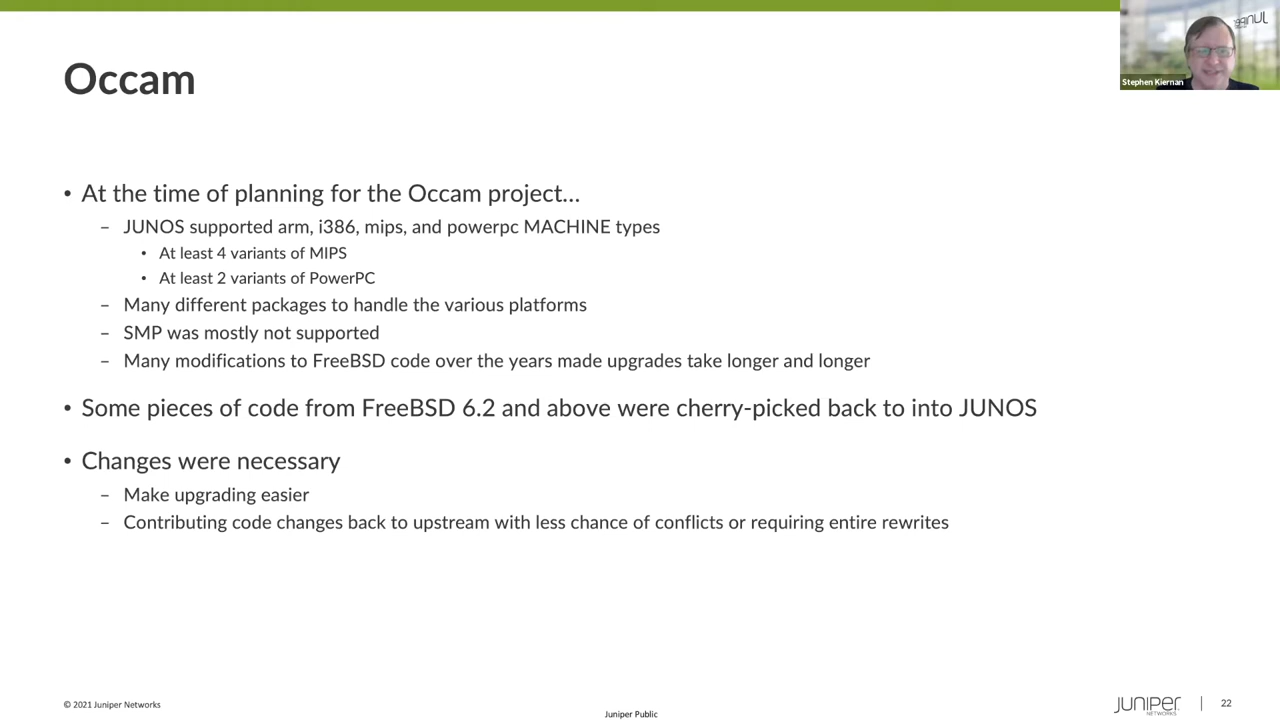 Occam
• At the time of planning for the Occam project...
– JUNOS supported arm, i386, mips, and powerpc MACHINE types
• At least 4 variants of MIPS
• At least 2 variants of PowerPC
– Many different packages to handle the various platforms
– SMP was mostly not supported
– Many modifications to FreeBSD code over the years made upgrades take longer and longer
• Some pieces of code from FreeBSD 6.2 and above were cherry-picked back to into JUNOS
• Changes were necessary
– Make upgrading easier
– Contributing code changes back to upstream with less chance of conflicts or requiring entire rewrites
Stephen Kiernan
© 2021 Juniper Networks
Juniper Public
JUNIPER
NETWORKS
22